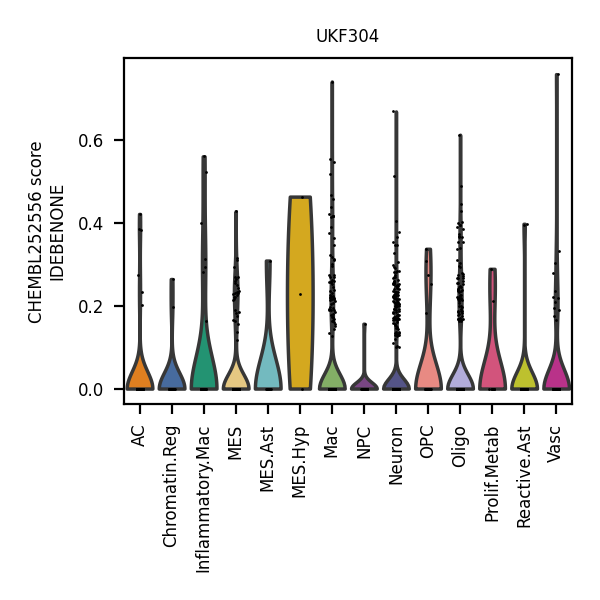 UKF304
CHEMBL252556 score
IDEBENONE
0.6
0.4
0.2
0.0
AC
Chromatin.Reg
Inflammatory.Mac
MES
MES.Ast
MES.Hyp
Mac
NPC
Neuron
OPC
Oligo
Prolif.Metab
Reactive.Ast
Vasc